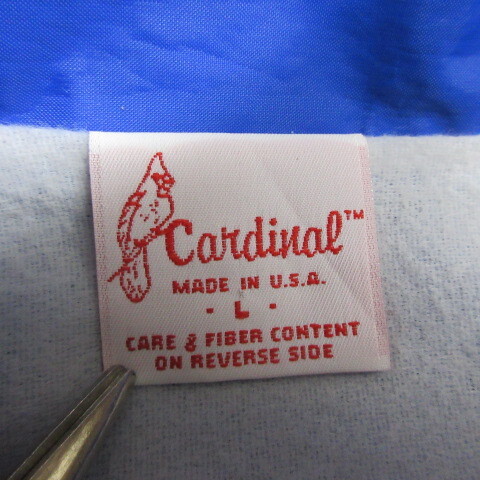 Cardinal™
MADE IN U.S.A.
- L -
CARE & FIBER CONTENT
ON REVERSE SIDE